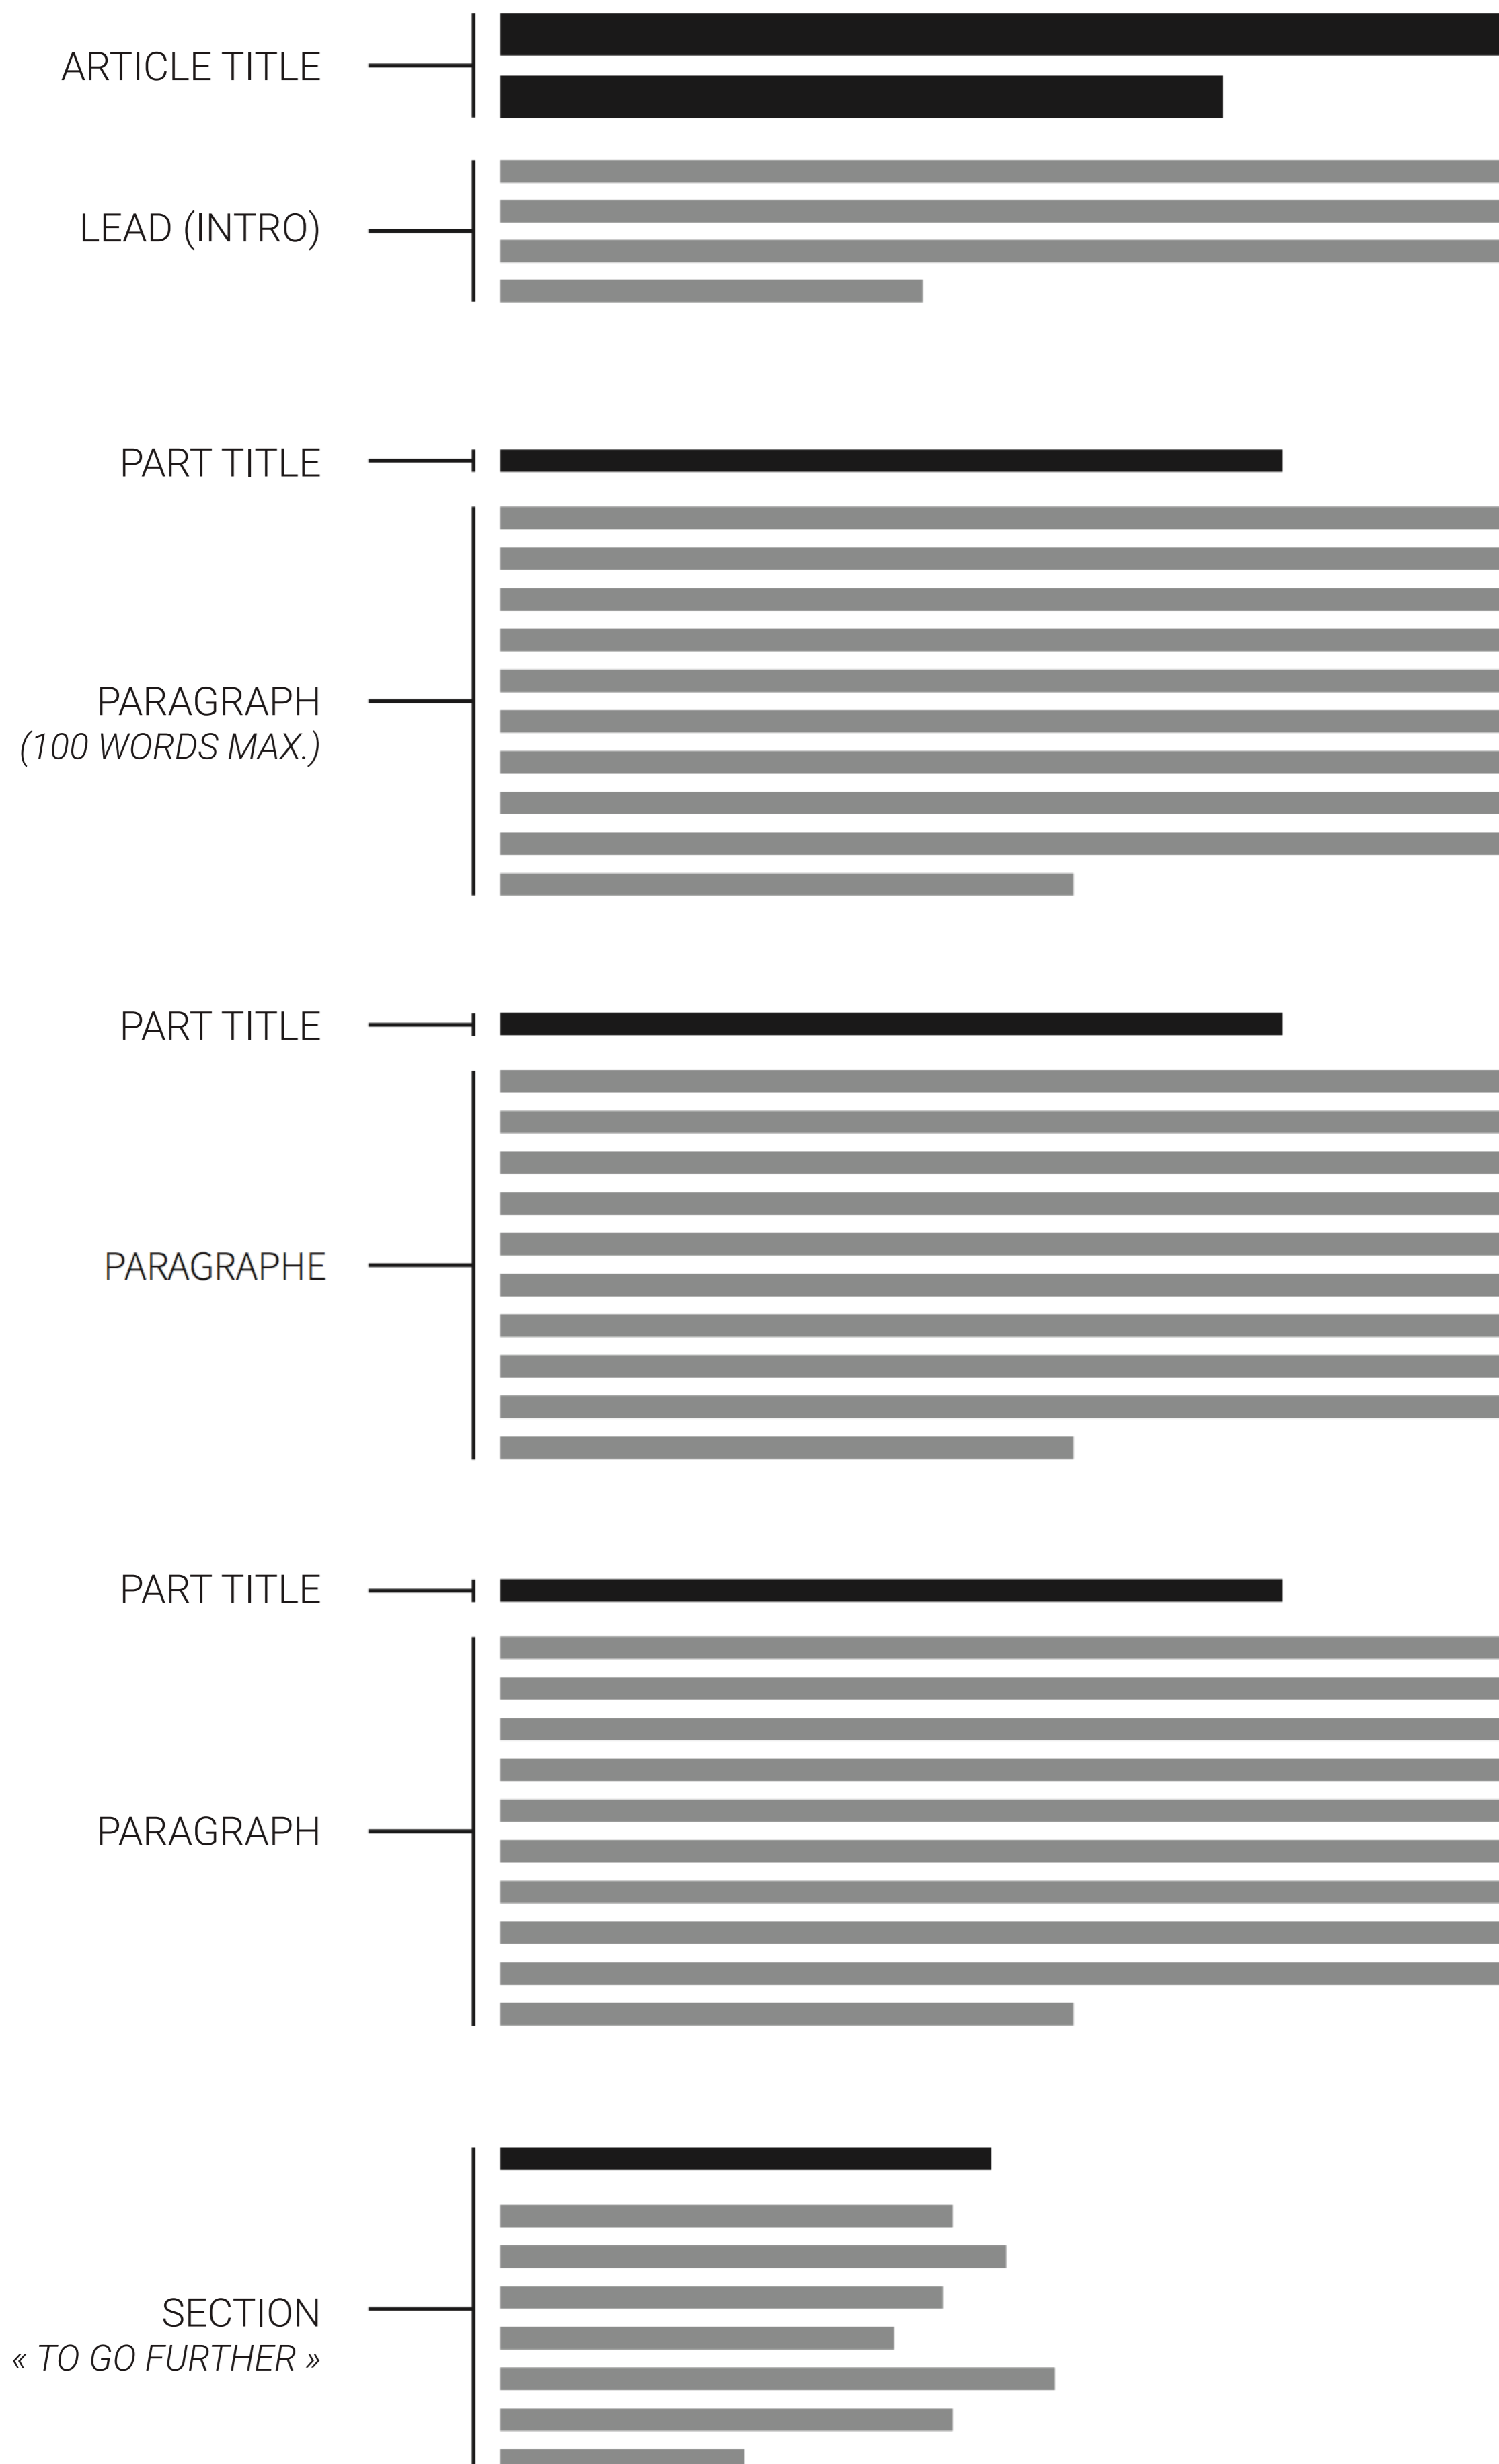 ARTICLE TITLE
LEAD (INTRO)
PART TITLE
PARAGRAPH
(100 WORDS MAX.)
PART TITLE
PARAGRAPHE
PART TITLE
PARAGRAPH
SECTION
« TO GO FURTHER »